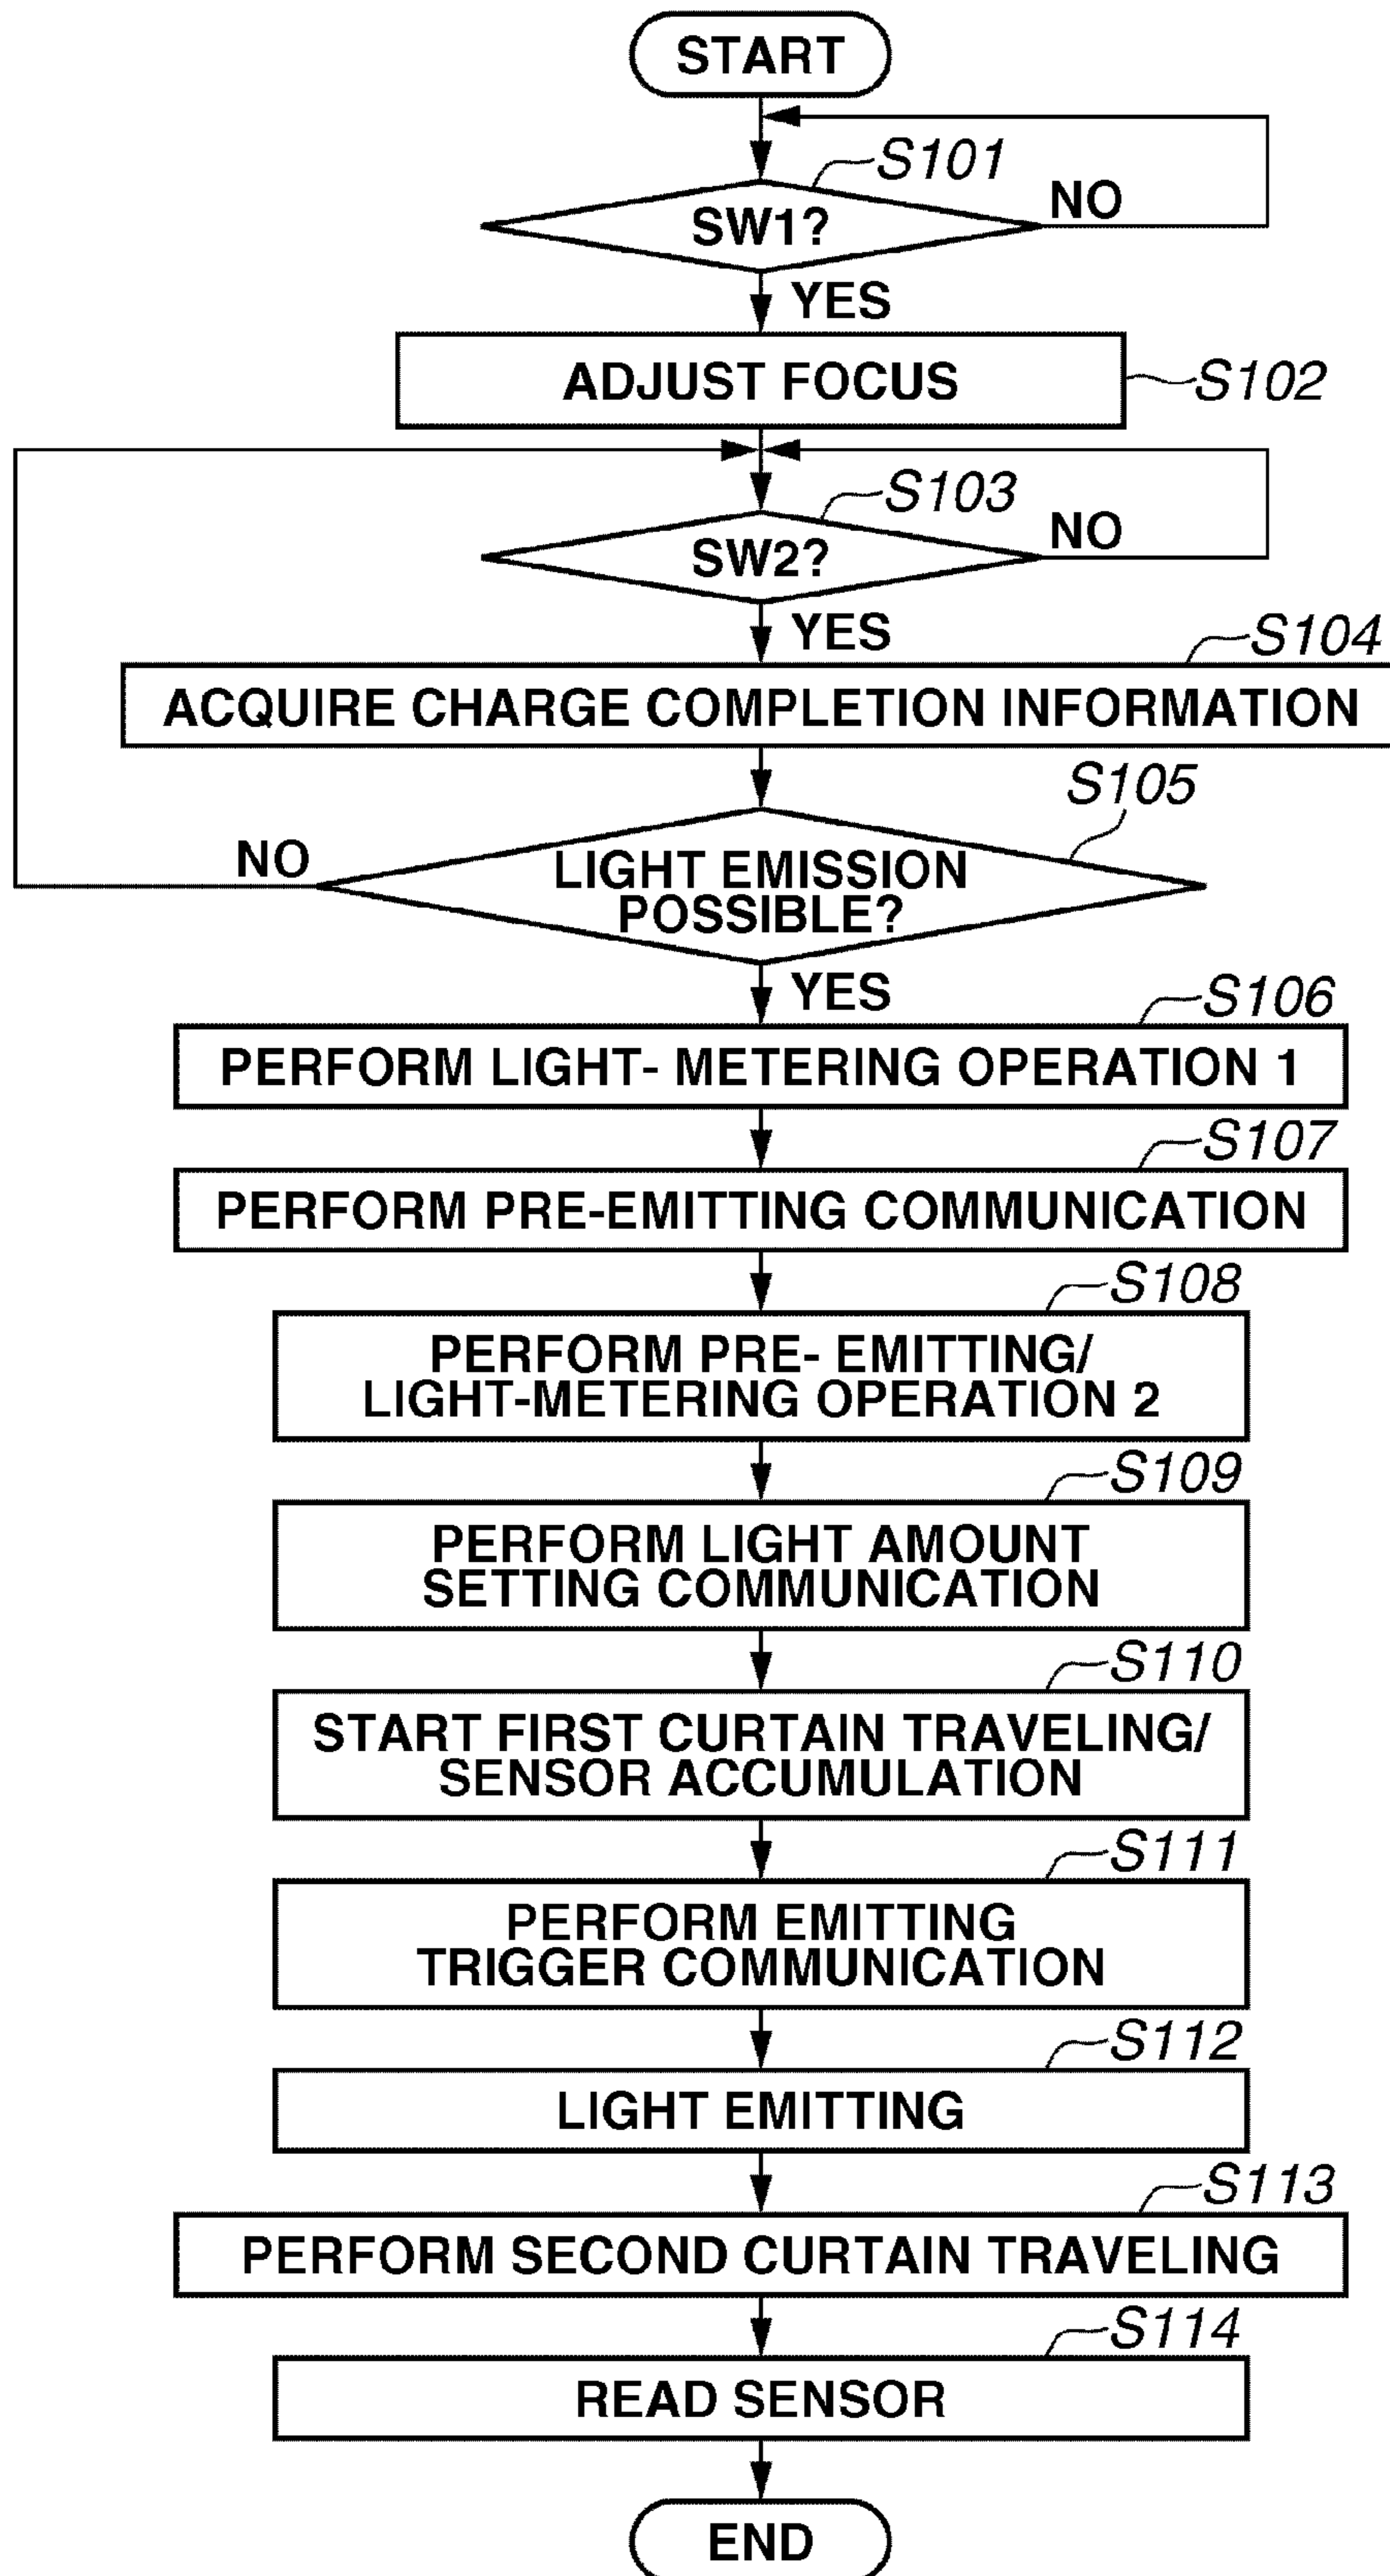 START
S101
SW1?
NO
YES
ADJUST FOCUS
S102
S103
SW2?
NO
YES
S104
ACQUIRE CHARGE COMPLETION INFORMATION
S105
NO
LIGHT EMISSION
POSSIBLE?
YES
S106
PERFORM LIGHT- METERING OPERATION 1
S107
PERFORM PRE-EMITTING COMMUNICATION
S108
PERFORM PRE- EMITTING/
LIGHT-METERING OPERATION 2
S109
PERFORM LIGHT AMOUNT
SETTING COMMUNICATION
S110
START FIRST CURTAIN TRAVELING/
SENSOR ACCUMULATION
S111
PERFORM EMITTING
TRIGGER COMMUNICATION
S112
LIGHT EMITTING
S113
PERFORM SECOND CURTAIN TRAVELING
S114
READ SENSOR
END